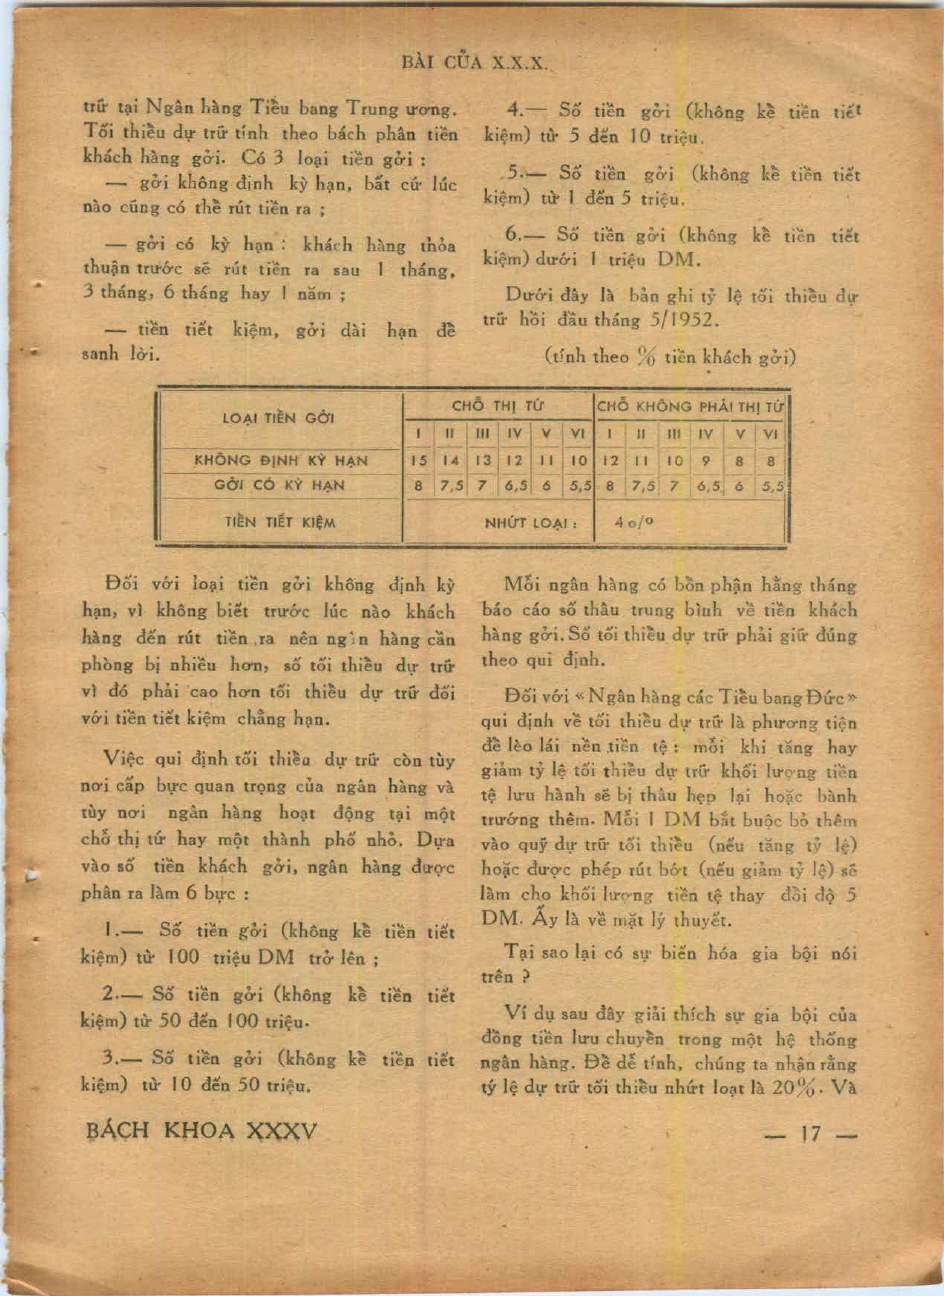 BÀI CỦA X.X.X.
trữ tại Ngân hàng Tiểu bang Trung ương.
Tối thiểu dự trữ tính theo bách phân tiền
khách hàng gởi. Có 3 loại tiền gởi :
— gởi không định kỳ hạn, bất cứ lúc
nào cũng có thể rút tiền ra ;
— gởi có kỳ hạn : khách hàng thỏa
thuận trước sẽ rút tiền ra sau 1 tháng,
3 tháng, 6 tháng hay 1 năm ;
— tiền tiết kiệm, gởi dài hạn để
sanh lời.
4.— Số tiền gởi (không kể tiền tiết
kiệm) từ 5 đến 10 triệu.
5.— Số tiền gởi (không kể tiền tiết
kiệm) từ 1 đến 5 triệu.
6.— Số tiền gởi (không kể tiền tiết
kiệm) dưới 1 triệu DM.
Dưới đây là bản ghi tỷ lệ tối thiểu dự
trữ hồi đầu tháng 5/1952.
(tính theo % tiền khách gởi)
LOẠI TIỀN GỞI CHỖ THỊ TỨ CHỖ KHÔNG PHẢI THỊ TỨ
I II III IV V VI I II III IV V VI
KHÔNG ĐỊNH KỲ HẠN 15 14 13 12 11 10 12 11 10 9 8 8
GỞI CÓ KỲ HẠN 8 7,5 7 6,5 6 5,5 8 7,5 7 6,5 6 5,5
TIỀN TIẾT KIỆM NHỨT LOẠI : 4 o/o
Đối với loại tiền gởi không định kỳ
hạn, vì không biết trước lúc nào khách
hàng đến rút tiền ra nên ngân hàng cần
phòng bị nhiều hơn, số tối thiểu dự trữ
vì đó phải cao hơn tối thiểu dự trữ đối
với tiền tiết kiệm chẳng hạn.
Việc qui định tối thiểu dự trữ còn tùy
nơi cấp bực quan trọng của ngân hàng và
tùy nơi ngân hàng hoạt động tại một
chỗ thị tứ hay một thành phố nhỏ. Dựa
vào số tiền khách gởi, ngân hàng được
phân ra làm 6 bực :
1.— Số tiền gởi (không kể tiền tiết
kiệm) từ 100 triệu DM trở lên ;
2.— Số tiền gởi (không kể tiền tiết
kiệm) từ 50 đến 100 triệu.
3.— Số tiền gởi (không kể tiền tiết
kiệm) từ 10 đến 50 triệu.
Mỗi ngân hàng có bổn phận hằng tháng
báo cáo số thâu trung bình về tiền khách
hàng gởi. Số tối thiểu dự trữ phải giữ đúng
theo qui định.
Đối với « Ngân hàng các Tiểu bang Đức »
qui định về tối thiểu dự trữ là phương tiện
để lèo lái nền tiền tệ : mỗi khi tăng hay
giảm tỷ lệ tối thiểu dự trữ khối lượng tiền
tệ lưu hành sẽ bị thâu hẹp lại hoặc bành
trướng thêm. Mỗi 1 DM bắt buộc bỏ thêm
vào quỹ dự trữ tối thiểu (nếu tăng tỷ lệ)
hoặc được phép rút bớt (nếu giảm tỷ lệ) sẽ
làm cho khối lượng tiền tệ thay đổi độ 5
DM. Ấy là về mặt lý thuyết.
Tại sao lại có sự biến hóa gia bội nói
trên ?
Ví dụ sau đây giải thích sự gia bội của
đồng tiền lưu chuyển trong một hệ thống
ngân hàng. Để dễ tính, chúng ta nhận rằng
tỷ lệ dự trữ tối thiểu nhứt loạt là 20%. Và
BÁCH KHOA XXXV
— 17 —